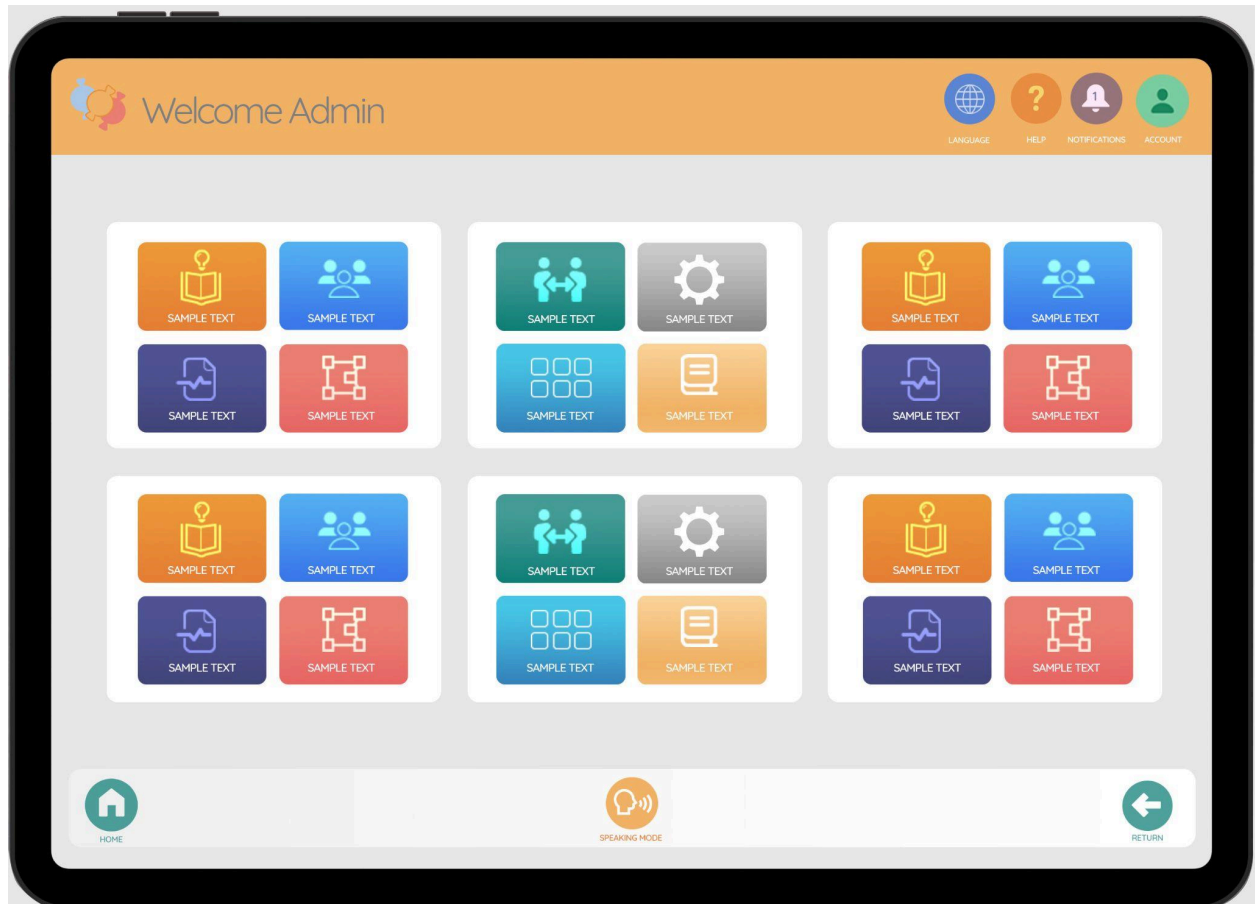 Welcome Admin
1
LANGUAGE HELP NOTIFICATIONS ACCOUNT
SAMPLE TEXT SAMPLE TEXT SAMPLE TEXT SAMPLE TEXT SAMPLE TEXT SAMPLE TEXT
SAMPLE TEXT SAMPLE TEXT SAMPLE TEXT SAMPLE TEXT SAMPLE TEXT SAMPLE TEXT
SAMPLE TEXT SAMPLE TEXT SAMPLE TEXT SAMPLE TEXT SAMPLE TEXT SAMPLE TEXT
SAMPLE TEXT SAMPLE TEXT SAMPLE TEXT SAMPLE TEXT SAMPLE TEXT SAMPLE TEXT
HOME SPEAKING MODE RETURN